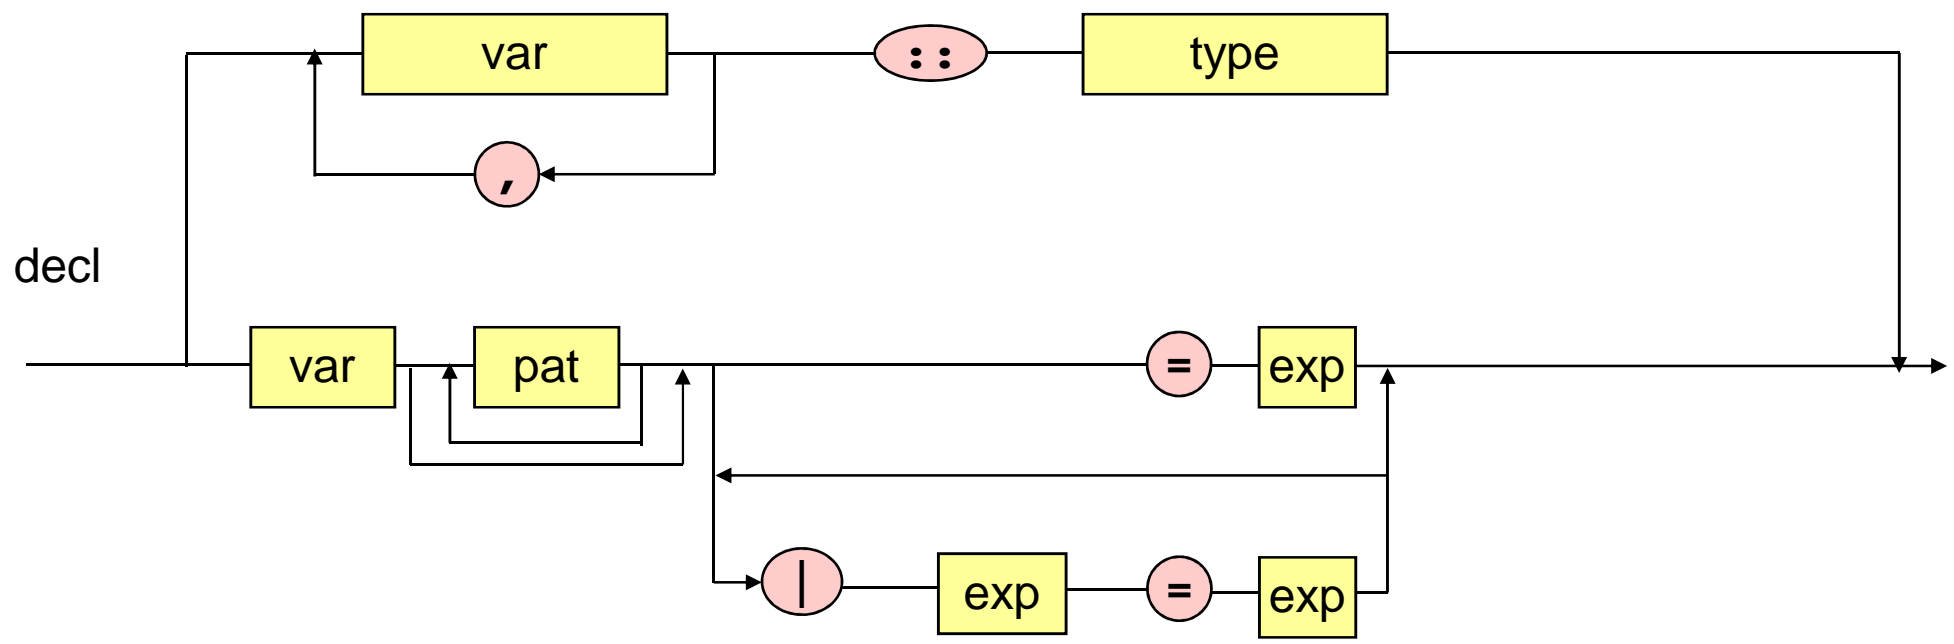 var :: type
,
decl
var pat = exp
| exp = exp